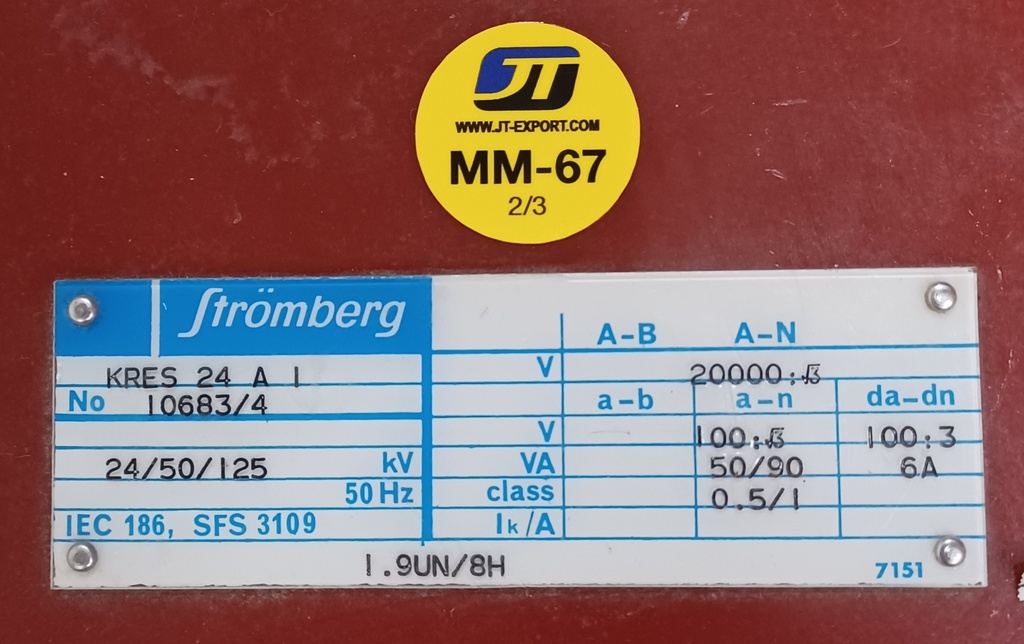 JT
WWW.JT-EXPORT.COM
MM-67
2/3
Strömberg
A-B A-N
KRES 24 A 1 V 20000:√3
No 10683/4 a-b a-n da-dn
V 100:√3 100:3
24/50/125 kV VA 50/90 6A
50 Hz class 0.5/1
IEC 186, SFS 3109 Ik/A
1.9UN/8H 7151